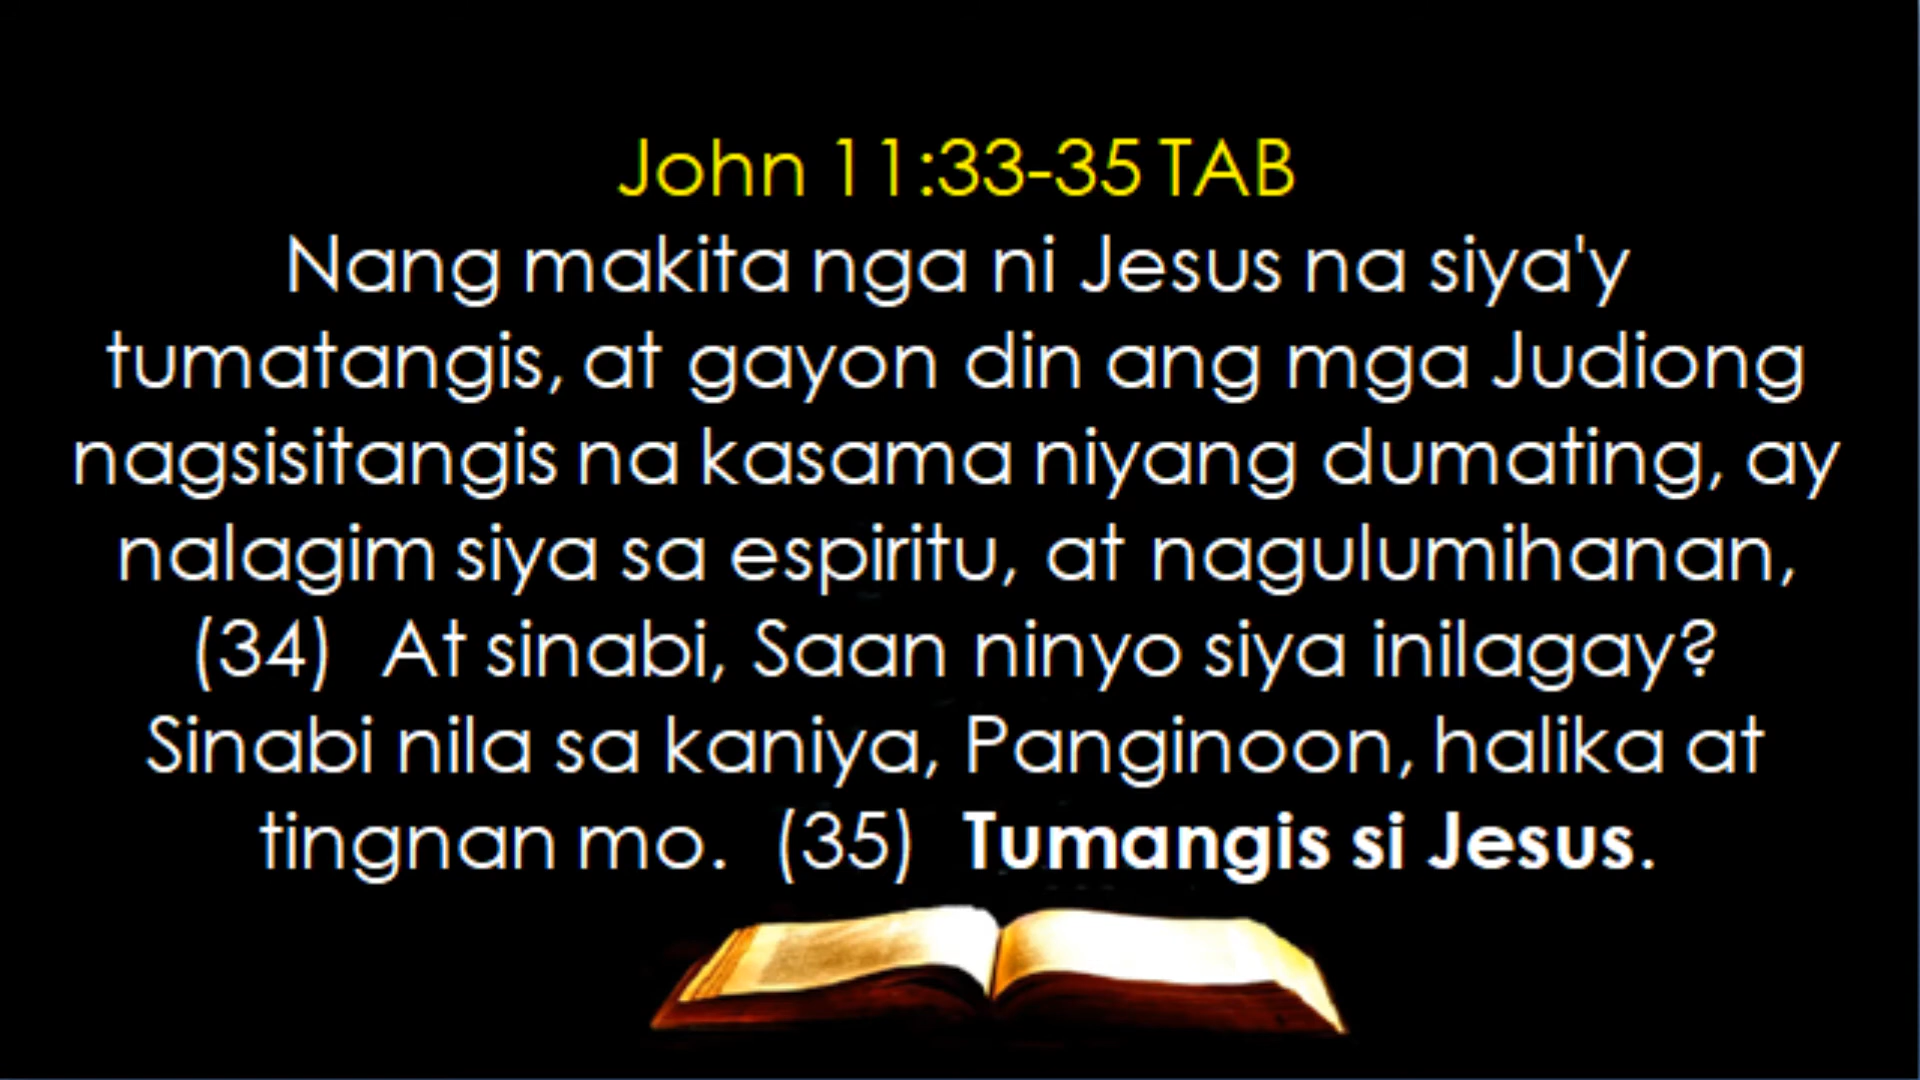 John 11:33-35 TAB
Nang makita nga ni Jesus na siya'y
tumatangis, at gayon din ang mga Judiong
nagsisitangis na kasama niyang dumating, ay
nalagim siya sa espiritu, at nagulumihanan,
(34) At sinabi, Saan ninyo siya inilagay?
Sinabi nila sa kaniya, Panginoon, halika at
tingnan mo. (35) Tumangis si Jesus.